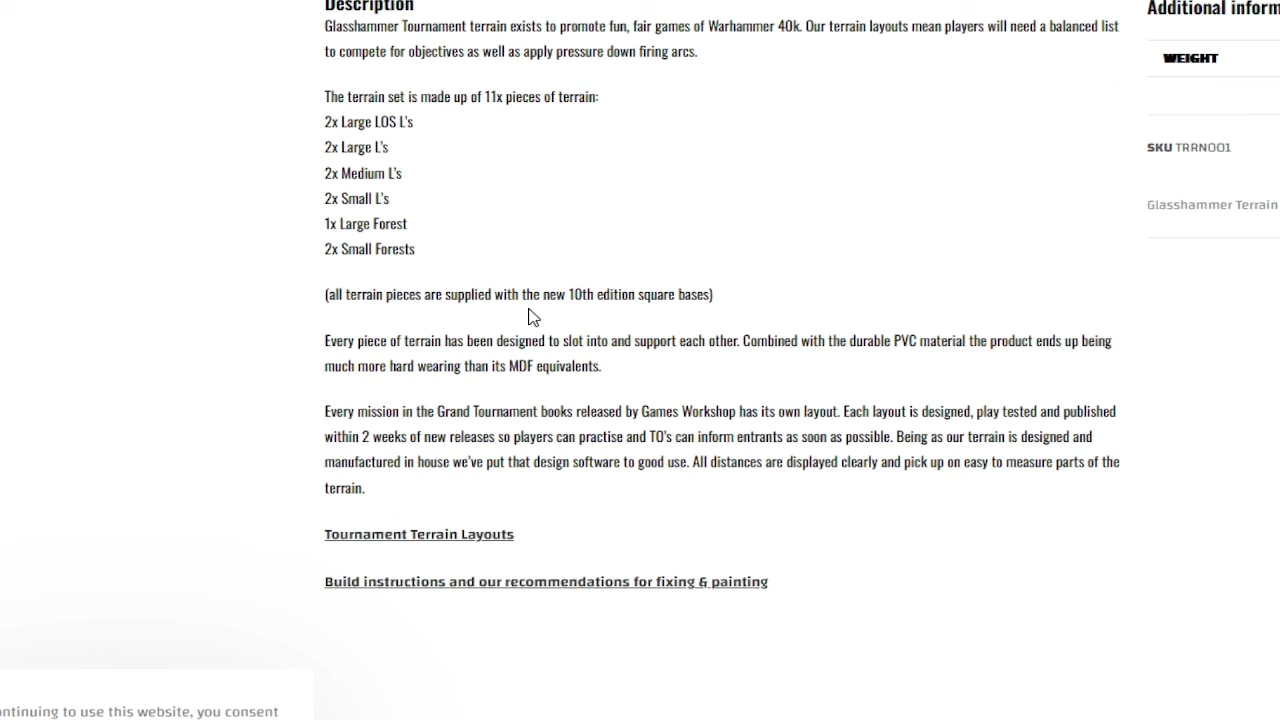 Description
Glasshammer Tournament terrain exists to promote fun, fair games of Warhammer 40k. Our terrain layouts mean players will need a balanced list
to compete for objectives as well as apply pressure down firing arcs.
The terrain set is made up of 11x pieces of terrain:
2x Large LOS L's
2x Large L's
2x Medium L's
2x Small L's
1x Large Forest
2x Small Forests
(all terrain pieces are supplied with the new 10th edition square bases)
Every piece of terrain has been designed to slot into and support each other. Combined with the durable PVC material the product ends up being
much more hard wearing than its MDF equivalents.
Every mission in the Grand Tournament books released by Games Workshop has its own layout. Each layout is designed, play tested and published
within 2 weeks of new releases so players can practise and TO's can inform entrants as soon as possible. Being as our terrain is designed and
manufactured in house we've put that design software to good use. All distances are displayed clearly and pick up on easy to measure parts of the
terrain.
Tournament Terrain Layouts
Build instructions and our recommendations for fixing & painting
Additional inform
WEIGHT
SKU TRRN001
Glasshammer Terrain
ontinuing to use this website, you consent